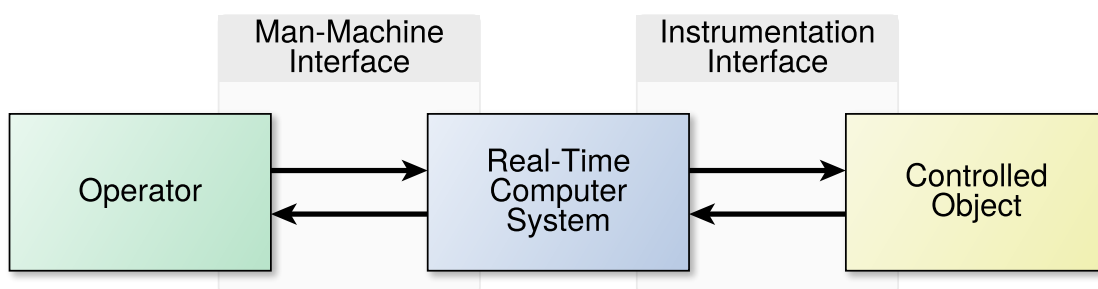 Man-Machine
Interface
Instrumentation
Interface
Operator
Real-Time
Computer
System
Controlled
Object